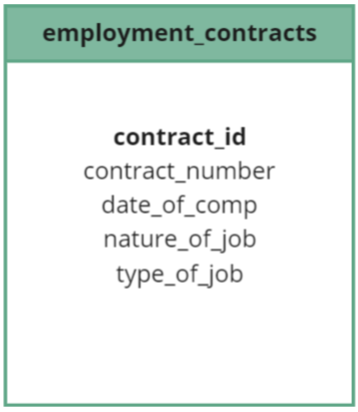 employment_contracts
contract_id
contract_number
date_of_comp
nature_of_job
type_of_job